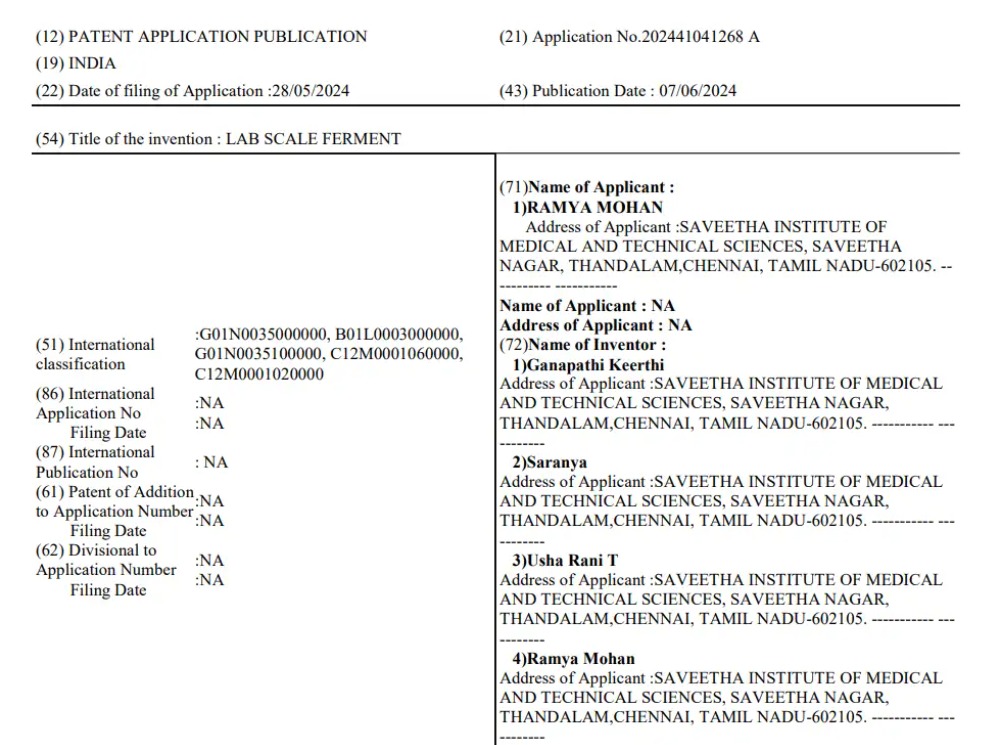 (12) PATENT APPLICATION PUBLICATION
(21) Application No.202441041268 A
(19) INDIA
(22) Date of filing of Application :28/05/2024
(43) Publication Date : 07/06/2024
(54) Title of the invention : LAB SCALE FERMENT
(51) International
classification
:G01N0035000000, B01L0003000000,
G01N0035100000, C12M0001060000,
C12M0001020000
(86) International
Application No
Filing Date
:NA
:NA
(87) International
Publication No
: NA
(61) Patent of Addition
to Application Number
Filing Date
:NA
:NA
(62) Divisional to
Application Number
Filing Date
:NA
:NA
(71)Name of Applicant :
1)RAMYA MOHAN
Address of Applicant :SAVEETHA INSTITUTE OF
MEDICAL AND TECHNICAL SCIENCES, SAVEETHA
NAGAR, THANDALAM,CHENNAI, TAMIL NADU-602105. --
--------- -----------
Name of Applicant : NA
Address of Applicant : NA
(72)Name of Inventor :
1)Ganapathi Keerthi
Address of Applicant :SAVEETHA INSTITUTE OF MEDICAL
AND TECHNICAL SCIENCES, SAVEETHA NAGAR,
THANDALAM,CHENNAI, TAMIL NADU-602105. ----------- ---
--------
2)Saranya
Address of Applicant :SAVEETHA INSTITUTE OF MEDICAL
AND TECHNICAL SCIENCES, SAVEETHA NAGAR,
THANDALAM,CHENNAI, TAMIL NADU-602105. ----------- ---
--------
3)Usha Rani T
Address of Applicant :SAVEETHA INSTITUTE OF MEDICAL
AND TECHNICAL SCIENCES, SAVEETHA NAGAR,
THANDALAM,CHENNAI, TAMIL NADU-602105. ----------- ---
--------
4)Ramya Mohan
Address of Applicant :SAVEETHA INSTITUTE OF MEDICAL
AND TECHNICAL SCIENCES, SAVEETHA NAGAR,
THANDALAM,CHENNAI, TAMIL NADU-602105. ----------- ---
--------